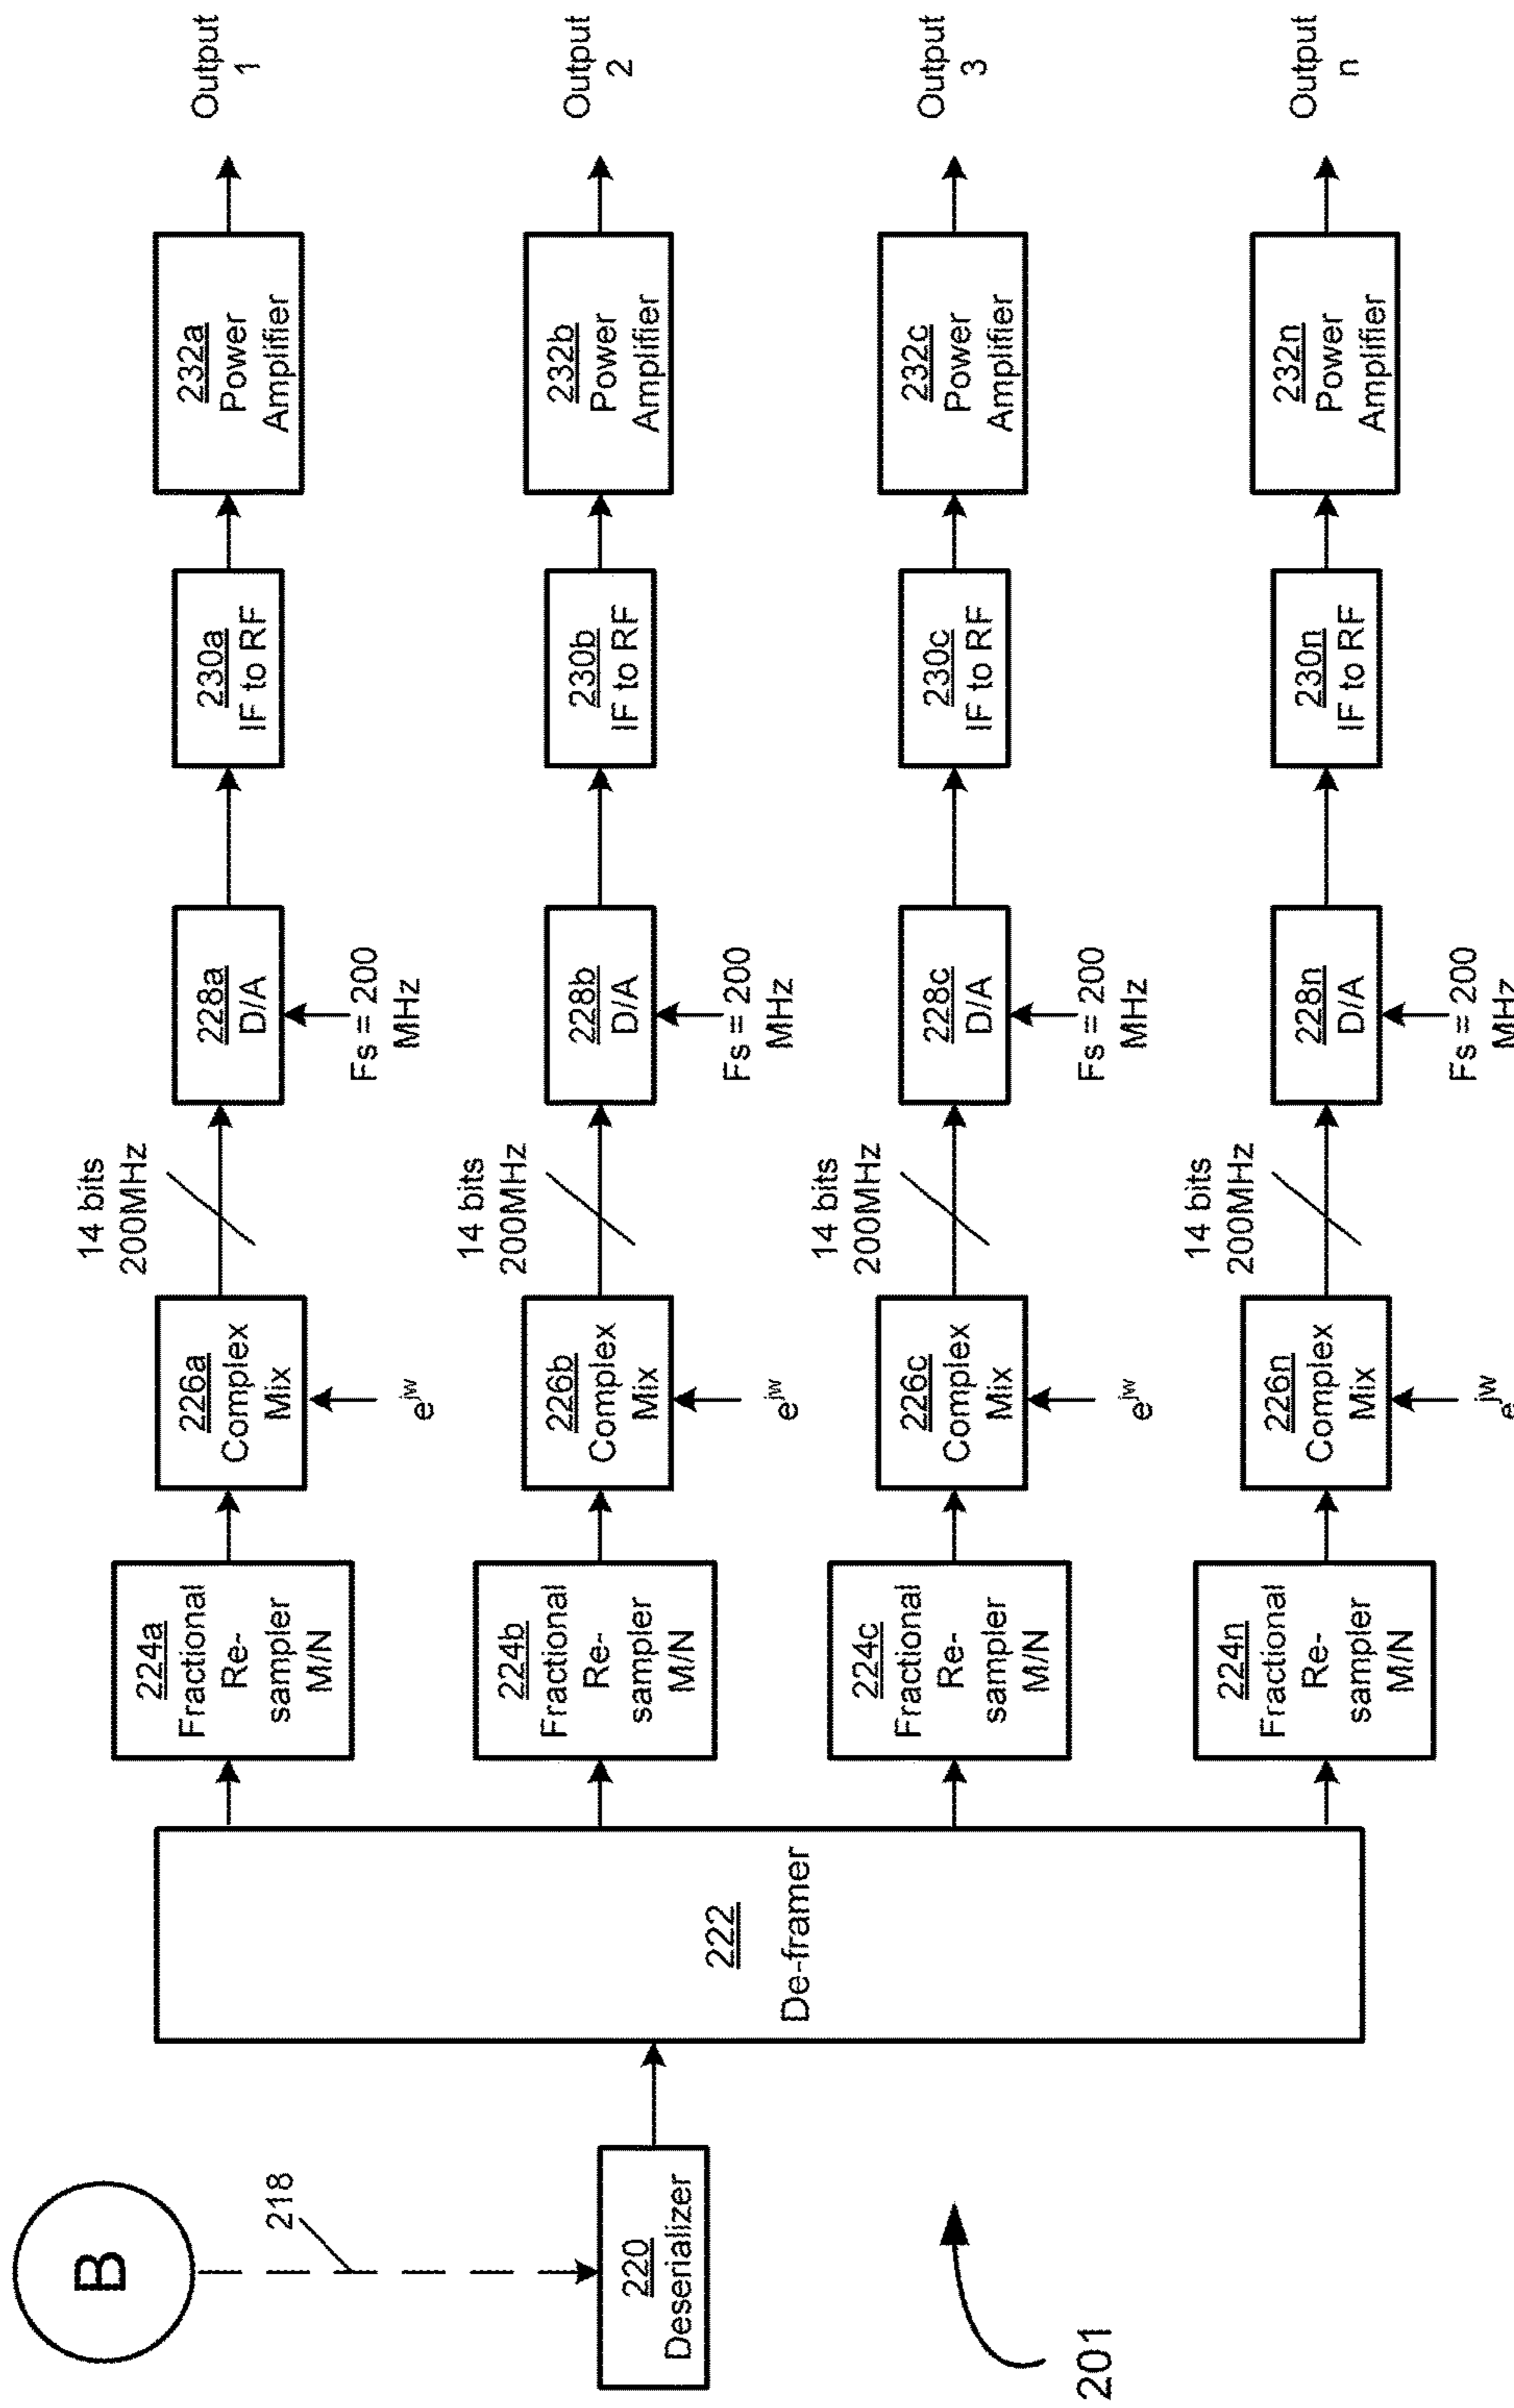 B
218
220
Deserializer
201
222
De-framer
224a
Fractional
Re-
sampler
M/N
226a
Complex
Mix
e^jw
14 bits
200MHz
228a
D/A
Fs = 200
MHz
230a
IF to RF
232a
Power
Amplifier
Output
1
224b
Fractional
Re-
sampler
M/N
226b
Complex
Mix
e^jw
14 bits
200MHz
228b
D/A
Fs = 200
MHz
230b
IF to RF
232b
Power
Amplifier
Output
2
224c
Fractional
Re-
sampler
M/N
226c
Complex
Mix
e^jw
14 bits
200MHz
228c
D/A
Fs = 200
MHz
230c
IF to RF
232c
Power
Amplifier
Output
3
224n
Fractional
Re-
sampler
M/N
226n
Complex
Mix
e^jw
14 bits
200MHz
228n
D/A
Fs = 200
MHz
230n
IF to RF
232n
Power
Amplifier
Output
n